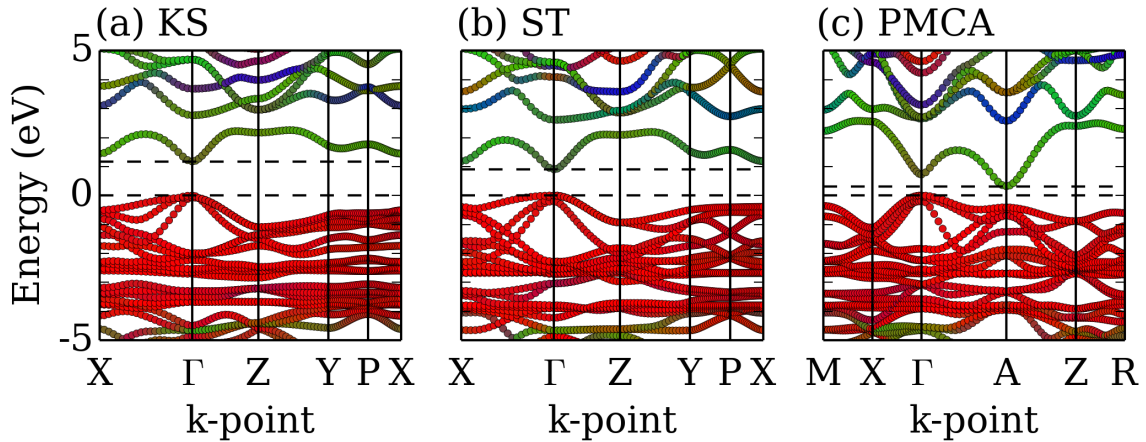 (a) KS (b) ST (c) PMCA
Energy (eV)
5
0
-5
X Γ Z Y P X
X Γ Z Y P X
M X Γ A Z R
k-point k-point k-point